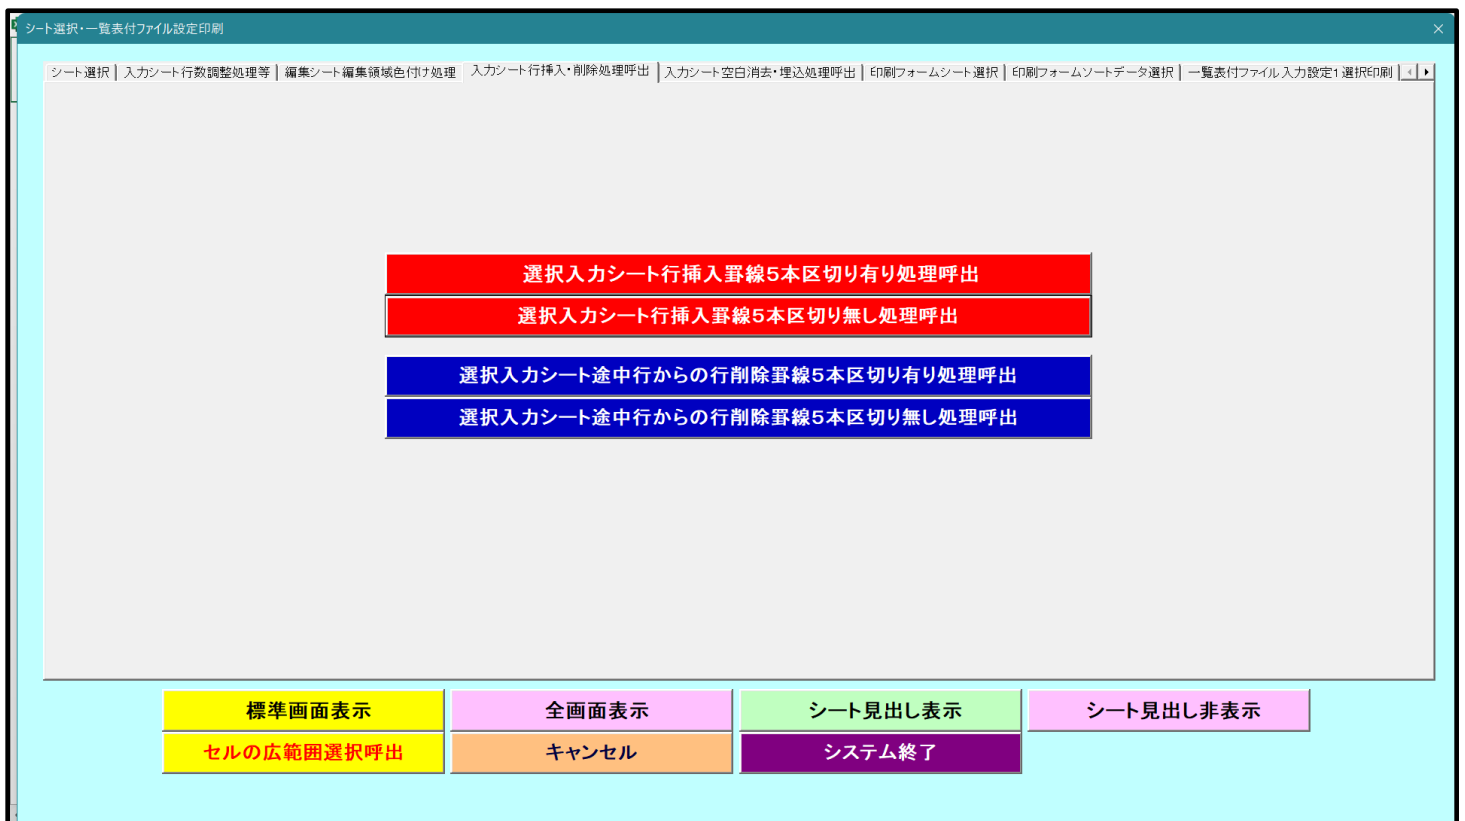 シート選択・一覧表付ファイル設定印刷
シート選択
入力シート行数調整処理等
編集シート編集領域色付け処理
入力シート行挿入・削除処理呼出
入力シート空白消去・埋込処理呼出
印刷フォームシート選択
印刷フォームソートデータ選択
一覧表付ファイル入力設定1選択印刷
選択入力シート行挿入罫線5本区切り有り処理呼出
選択入力シート行挿入罫線5本区切り無し処理呼出
選択入力シート途中行からの行削除罫線5本区切り有り処理呼出
選択入力シート途中行からの行削除罫線5本区切り無し処理呼出
標準画面表示
全画面表示
シート見出し表示
シート見出し非表示
セルの広範囲選択呼出
キャンセル
システム終了